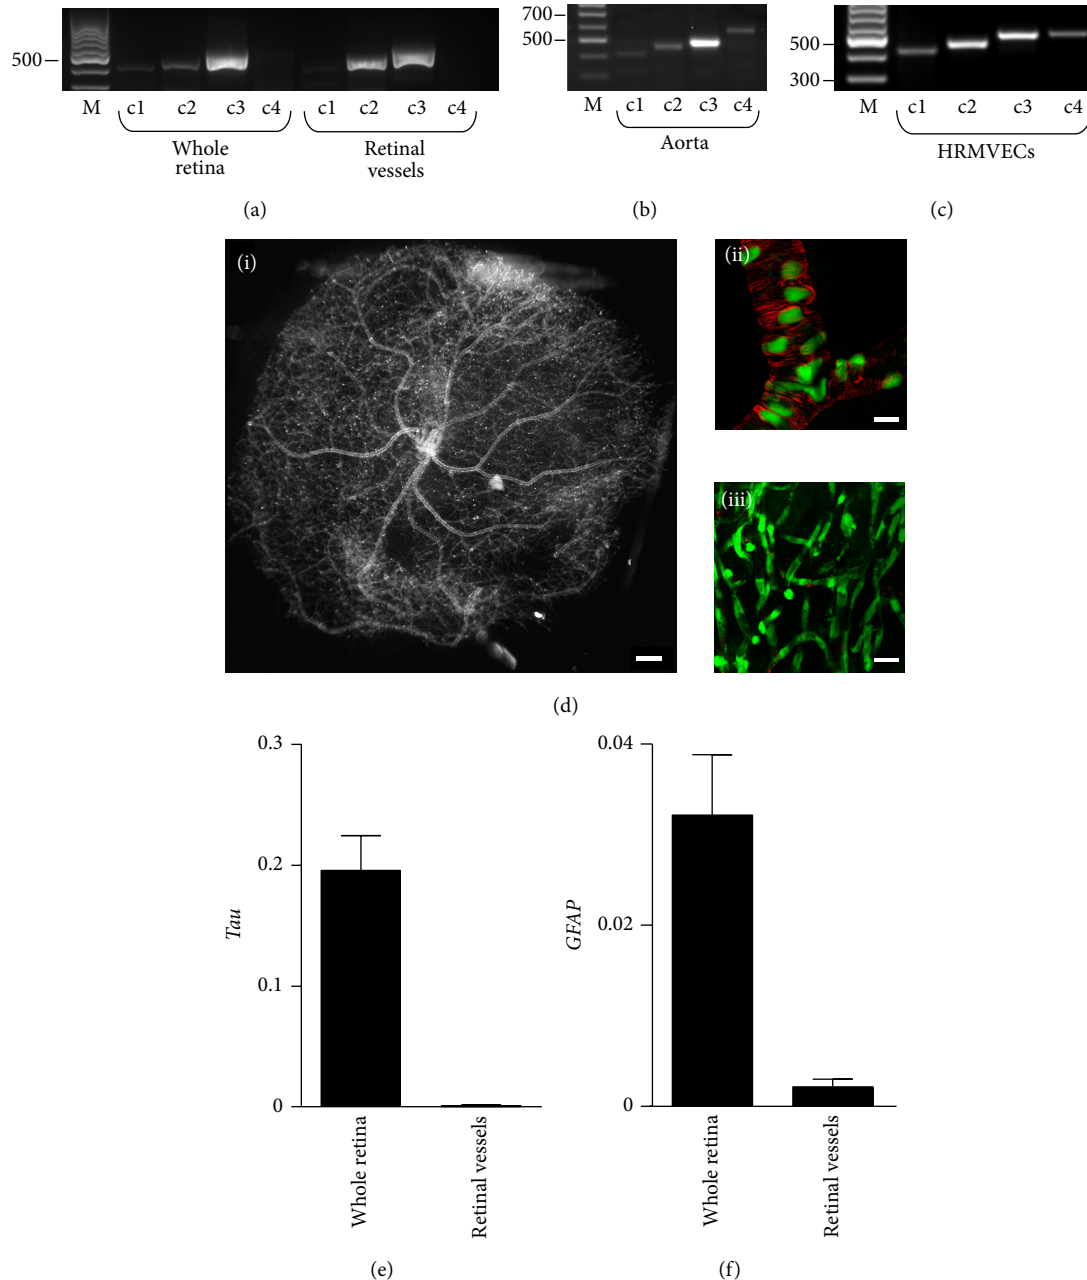 500
M c1 c2 c3 c4 c1 c2 c3 c4
Whole
retina
Retinal
vessels
(a)
700
500
M c1 c2 c3 c4
Aorta
(b)
500
300
M c1 c2 c3 c4
HRMVECs
(c)
(i)
(ii)
(iii)
(d)
0.3
0.2
0.1
0
Tau
Whole retina
Retinal vessels
(e)
0.04
0.02
0
GFAP
Whole retina
Retinal vessels
(f)